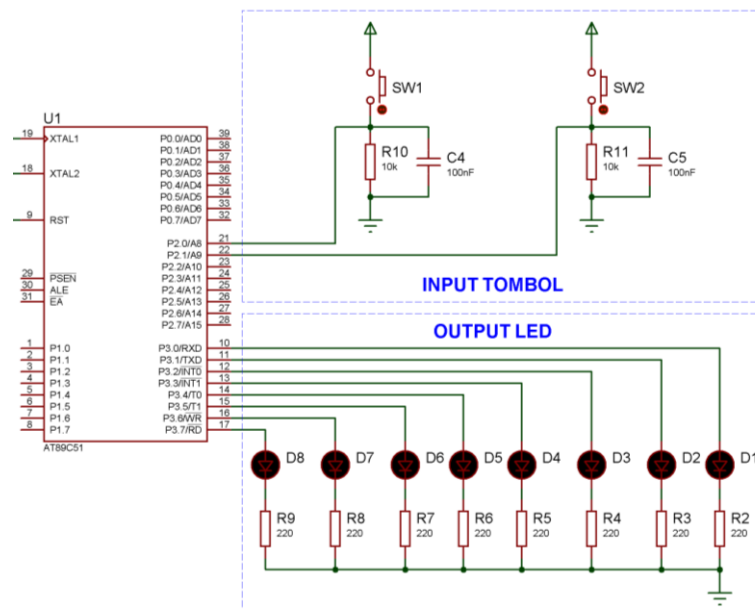 U1
19 XTAL1
18 XTAL2
9 RST
29 PSEN
30 ALE
31 EA
1 P1.0
2 P1.1
3 P1.2
4 P1.3
5 P1.4
6 P1.5
7 P1.6
8 P1.7
P0.0/AD0 39
P0.1/AD1 38
P0.2/AD2 37
P0.3/AD3 36
P0.4/AD4 35
P0.5/AD5 34
P0.6/AD6 33
P0.7/AD7 32
P2.0/A8 21
P2.1/A9 22
P2.2/A10 23
P2.3/A11 24
P2.4/A12 25
P2.5/A13 26
P2.6/A14 27
P2.7/A15 28
P3.0/RXD 10
P3.1/TXD 11
P3.2/INT0 12
P3.3/INT1 13
P3.4/T0 14
P3.5/T1 15
P3.6/WR 16
P3.7/RD 17
AT89C51
SW1
R10
10k
C4
100nF
SW2
R11
10k
C5
100nF
INPUT TOMBOL
OUTPUT LED
D8 D7 D6 D5 D4 D3 D2 D1
R9 R8 R7 R6 R5 R4 R3 R2
220 220 220 220 220 220 220 220